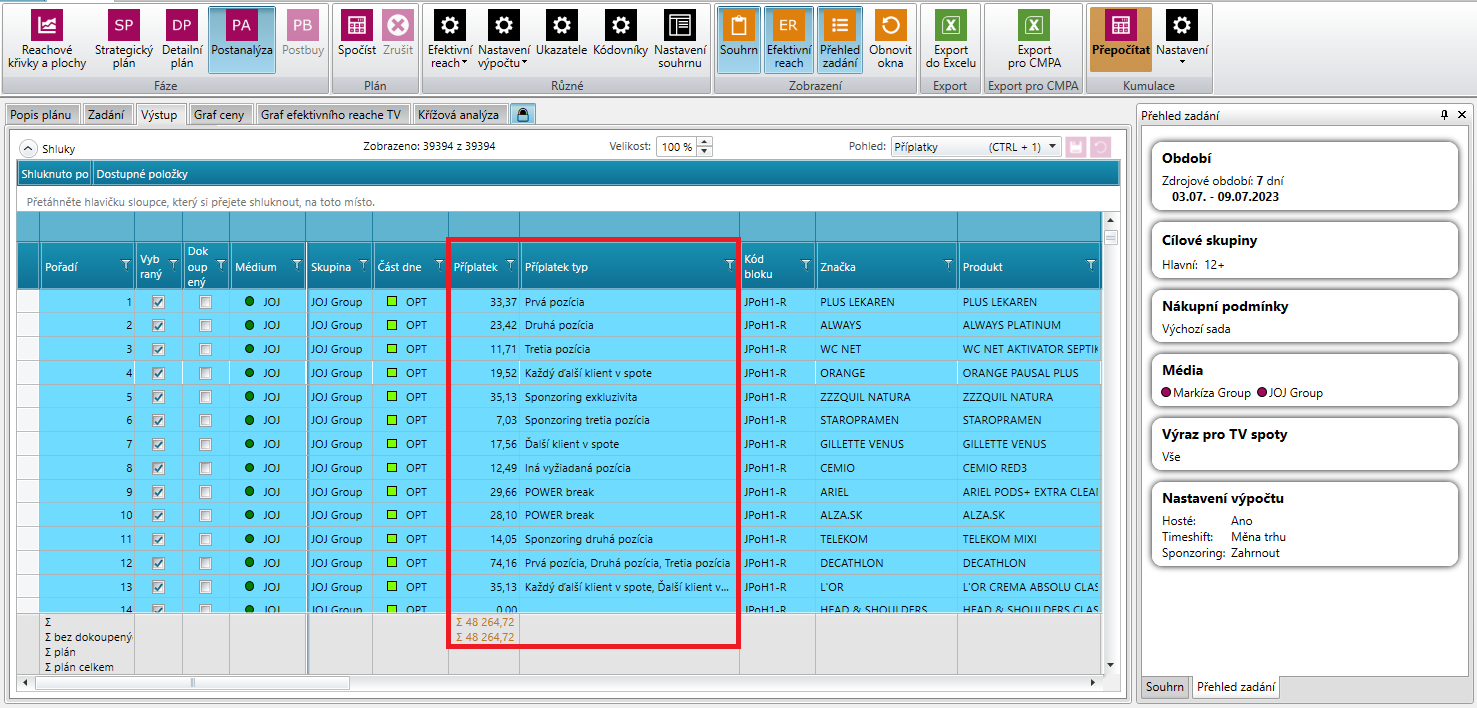 SP DP PA PB ER
Reachové křivky a plochy Strategický plán Detailní plán Postanalýza Postbuy Spočíst Zrušit Efektivní reach Nastavení výpočtu Ukazatele Kódovníky Nastavení souhrnu Souhrn Efektivní reach Přehled zadání Obnovit okna Export do Excelu Export pro CMPA Přepočítat Nastavení
Fáze Plán Různé Zobrazení Export Export pro CMPA Kumulace
Popis plánu Zadání Výstup Graf ceny Graf efektivního reache TV Křížová analýza
Shluky Zobrazeno: 39394 z 39394 Velikost: 100 % Pohled: Příplatky (CTRL + 1)
Shluknuto po Dostupné položky
Přetáhněte hlavičku sloupce, který si přejete shluknout, na toto místo.
Pořadí Vyb raný Dok oup ený Médium Skupina Část dne Příplatek Příplatek typ Kód bloku Značka Produkt
1 JOJ JOJ Group OPT 33,37 Prvá pozícia JPoH1-R PLUS LEKAREN PLUS LEKAREN
2 JOJ JOJ Group OPT 23,42 Druhá pozícia JPoH1-R ALWAYS ALWAYS PLATINUM
3 JOJ JOJ Group OPT 11,71 Tretia pozícia JPoH1-R WC NET WC NET AKTIVATOR SEPTIK
4 JOJ JOJ Group OPT 19,52 Každý ďalší klient v spote JPoH1-R ORANGE ORANGE PAUSAL PLUS
5 JOJ JOJ Group OPT 35,13 Sponzoring exkluzivita JPoH1-R ZZZQUIL NATURA ZZZQUIL NATURA
6 JOJ JOJ Group OPT 7,03 Sponzoring tretia pozícia JPoH1-R STAROPRAMEN STAROPRAMEN
7 JOJ JOJ Group OPT 17,56 Ďalší klient v spote JPoH1-R GILLETTE VENUS GILLETTE VENUS
8 JOJ JOJ Group OPT 12,49 Iná vyžiadaná pozícia JPoH1-R CEMIO CEMIO RED3
9 JOJ JOJ Group OPT 29,66 POWER break JPoH1-R ARIEL ARIEL PODS+ EXTRA CLEAN
10 JOJ JOJ Group OPT 28,10 POWER break JPoH1-R ALZA.SK ALZA.SK
11 JOJ JOJ Group OPT 14,05 Sponzoring druhá pozícia JPoH1-R TELEKOM TELEKOM MIXI
12 JOJ JOJ Group OPT 74,16 Prvá pozícia, Druhá pozícia, Tretia pozícia JPoH1-R DECATHLON DECATHLON
13 JOJ JOJ Group OPT 35,13 Každý ďalší klient v spote, Ďalší klient v... JPoH1-R L'OR L'OR CREMA ABSOLU CLAS
14 JOJ JOJ Group OPT 0,00 JPoH1-R HEAD & SHOULDERS HEAD & SHOULDERS CLAS
Σ Σ 48 264,72
Σ bez dokoupený Σ 48 264,72
Σ plán
Σ plán celkem
Přehled zadání
Období
Zdrojové období: 7 dní
03.07. - 09.07.2023
Cílové skupiny
Hlavní: 12+
Nákupní podmínky
Výchozí sada
Média
Markíza Group JOJ Group
Výraz pro TV spoty
Vše
Nastavení výpočtu
Hosté: Ano
Timeshift: Měna trhu
Sponzoring: Zahrnout
Souhrn Přehled zadání